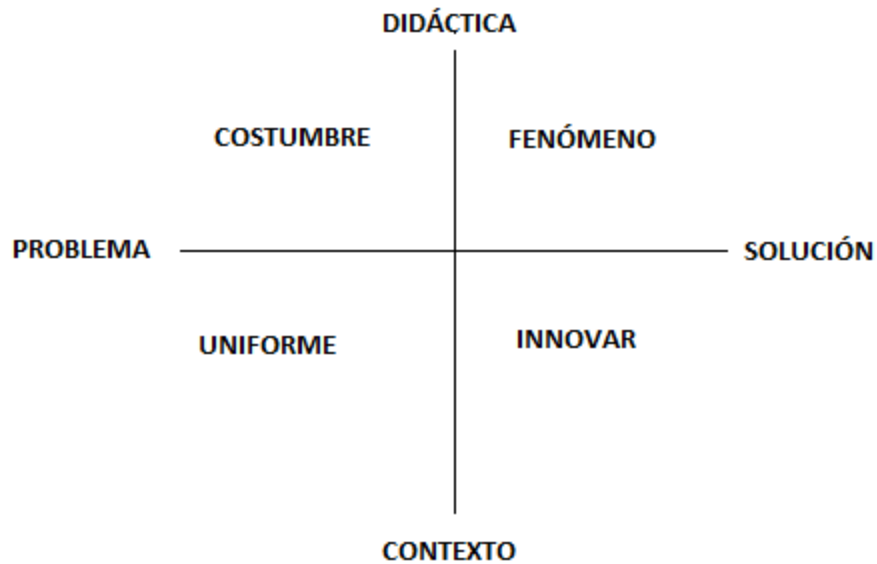 DIDÁCTICA
COSTUMBRE
FENÓMENO
PROBLEMA
SOLUCIÓN
UNIFORME
INNOVAR
CONTEXTO